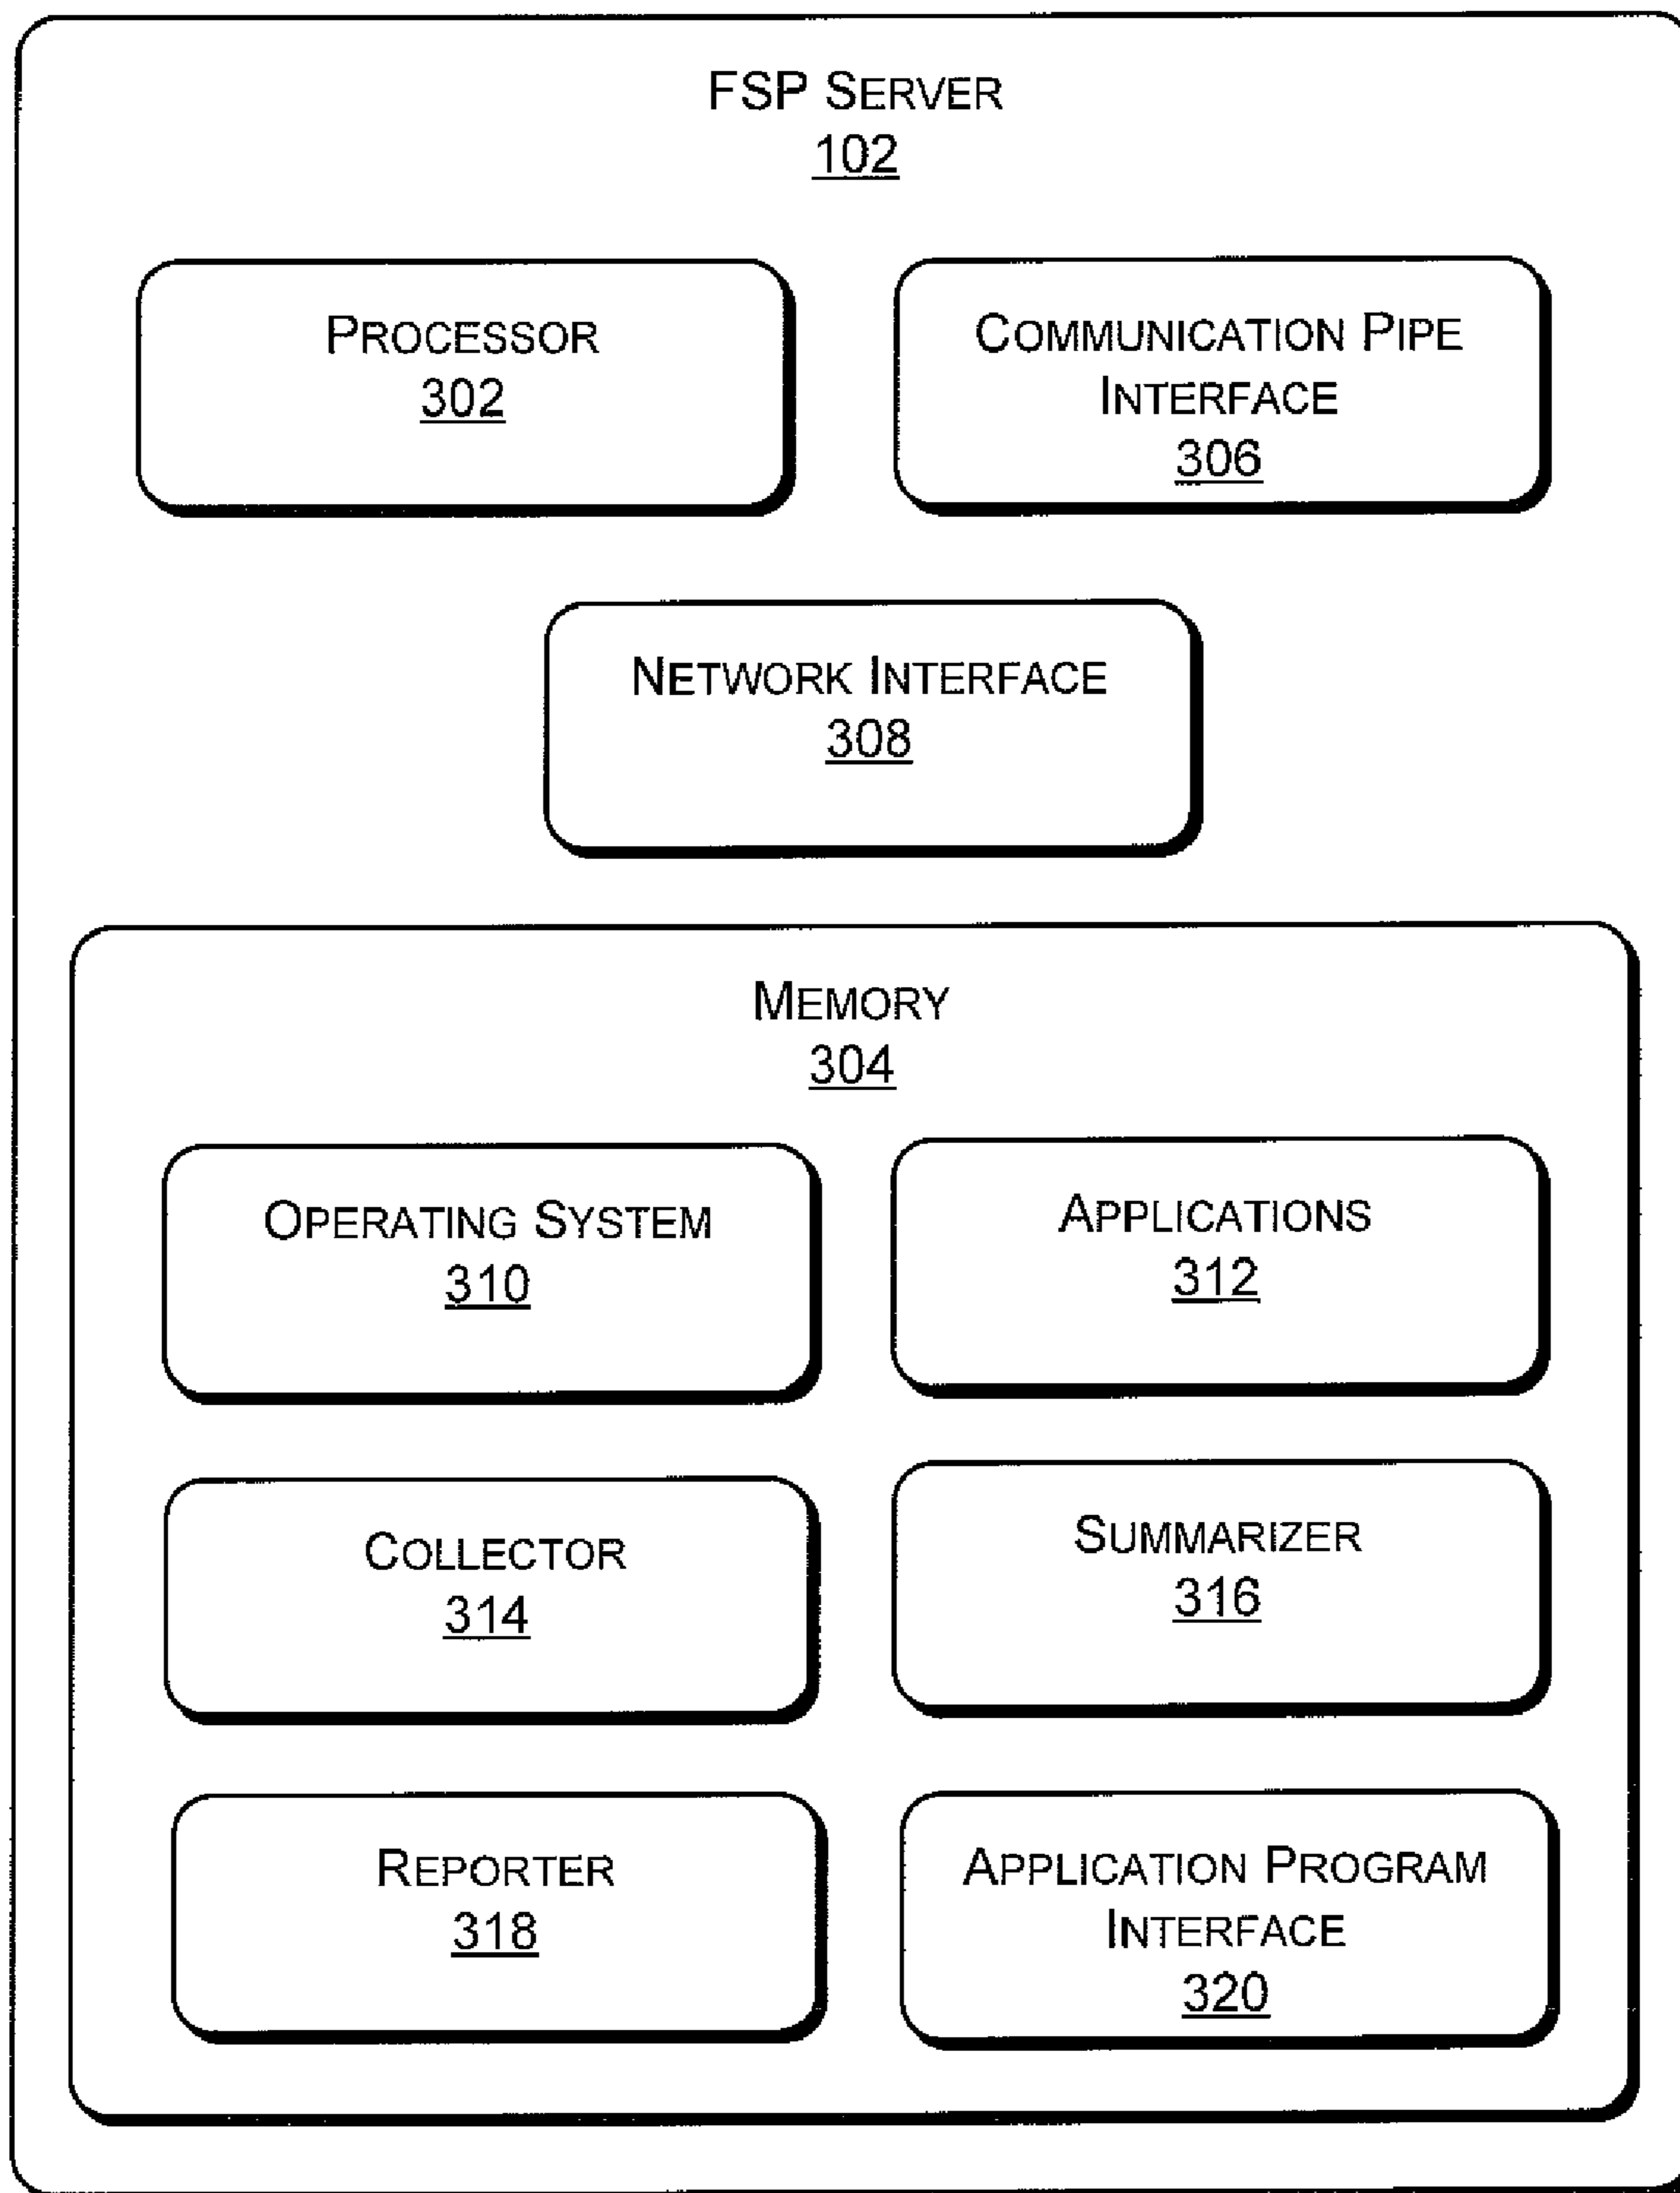 FSP SERVER
102
PROCESSOR
302
COMMUNICATION PIPE
INTERFACE
306
NETWORK INTERFACE
308
MEMORY
304
OPERATING SYSTEM
310
APPLICATIONS
312
COLLECTOR
314
SUMMARIZER
316
REPORTER
318
APPLICATION PROGRAM
INTERFACE
320